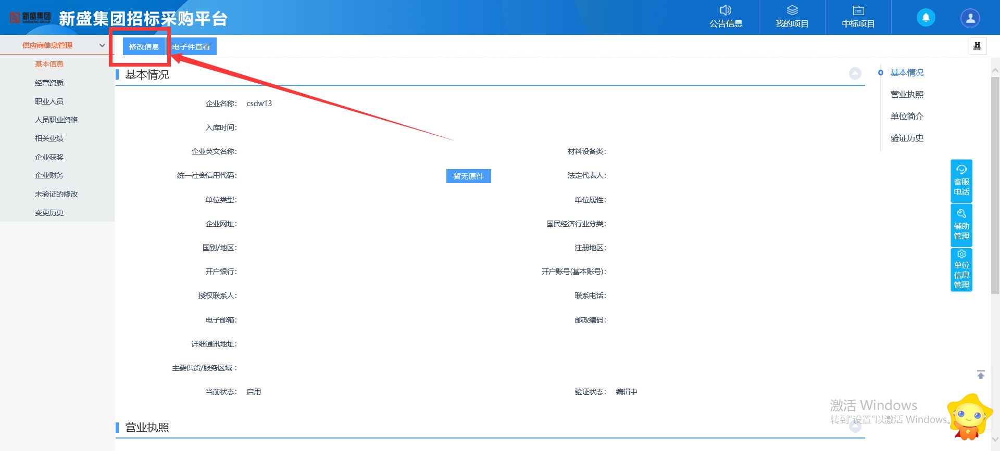 新盛集团
XINSHENG GROUP
新盛集团招标采购平台
公告信息
我的项目
中标项目
供应商信息管理
修改信息
电子件查看
基本信息
经营资质
职业人员
人员职业资格
相关业绩
企业获奖
企业财务
未验证的修改
变更历史
基本情况
企业名称： csdw13
入库时间：
企业英文名称： 材料设备类：
统一社会信用代码： 暂无原件 法定代表人：
单位类型： 单位属性：
企业网址： 国民经济行业分类：
国别/地区： 注册地区：
开户银行： 开户账号(基本账号)：
授权联系人： 联系电话：
电子邮箱： 邮政编码：
详细通讯地址：
主要供货/服务区域 ：
当前状态： 启用 验证状态： 编辑中
营业执照
基本情况
营业执照
单位简介
验证历史
客服
电话
辅助
管理
单位
信息
管理
激活 Windows
转到"设置"以激活 Windows。